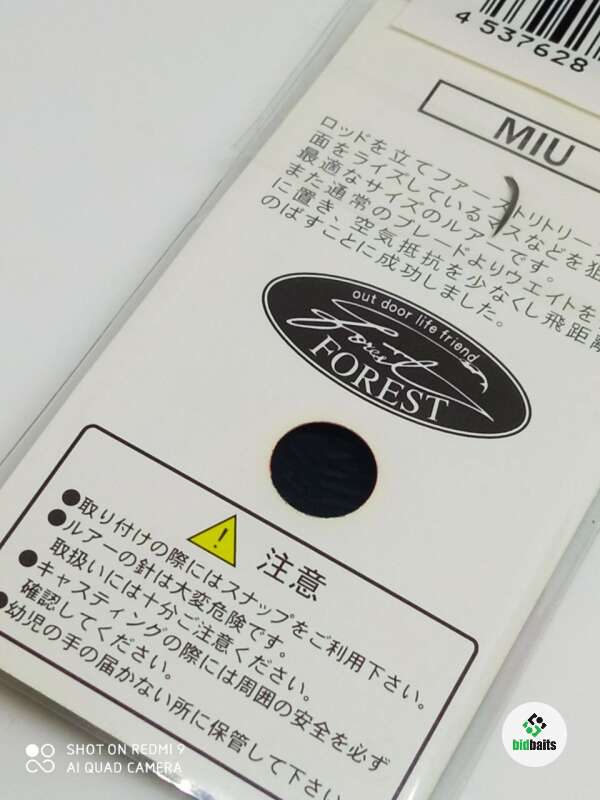 4 537628
MIU
ロッドを立てファーストリトリー
面をライズしているマスなどを狙
最適なサイズのルアーです。
また通常のブレードよりウエイトを
に置き、空気抵抗を少なくし飛距離
のばすことに成功しました。
out door life friend
Forest
FOREST
注意
●取り付けの際にはスナップをご利用下さい。
●ルアーの針は大変危険です。
取扱いには十分ご注意ください。
●キャスティングの際には周囲の安全を必ず
確認してください。
●幼児の手の届かない所に保管して下さい
SHOT ON REDMI 9
AI QUAD CAMERA
bidbaits